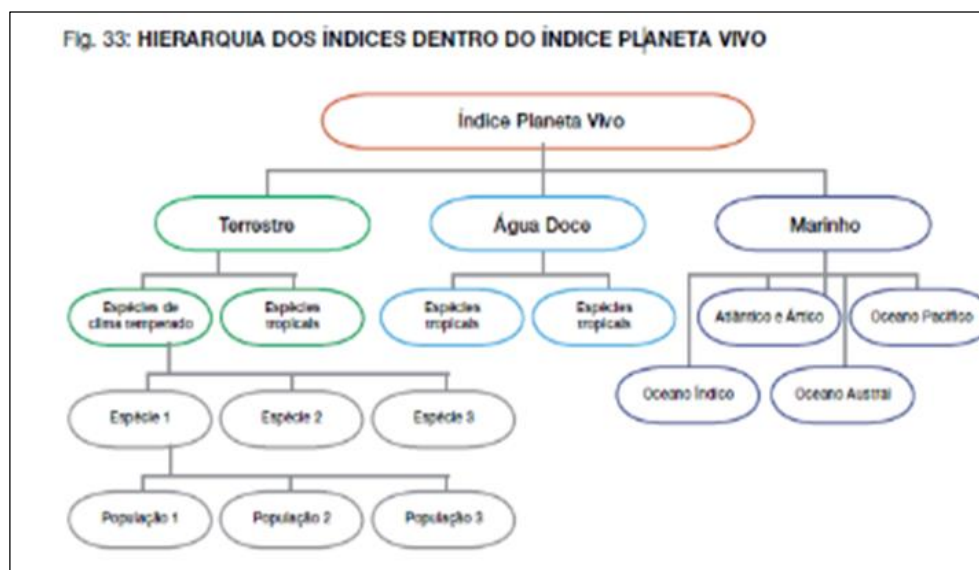 Fig. 33: HIERARQUIA DOS ÍNDICES DENTRO DO ÍNDICE PLANETA VIVO
Índice Planeta Vivo
Terrestre
Água Doce
Marinho
Espécies de
clima temperado
Espécies
tropicais
Espécies
tropicais
Espécies
tropicais
Atlântico e Ártico
Oceano Pacífico
Oceano Índico
Oceano Austral
Espécie 1
Espécie 2
Espécie 3
População 1
População 2
População 3